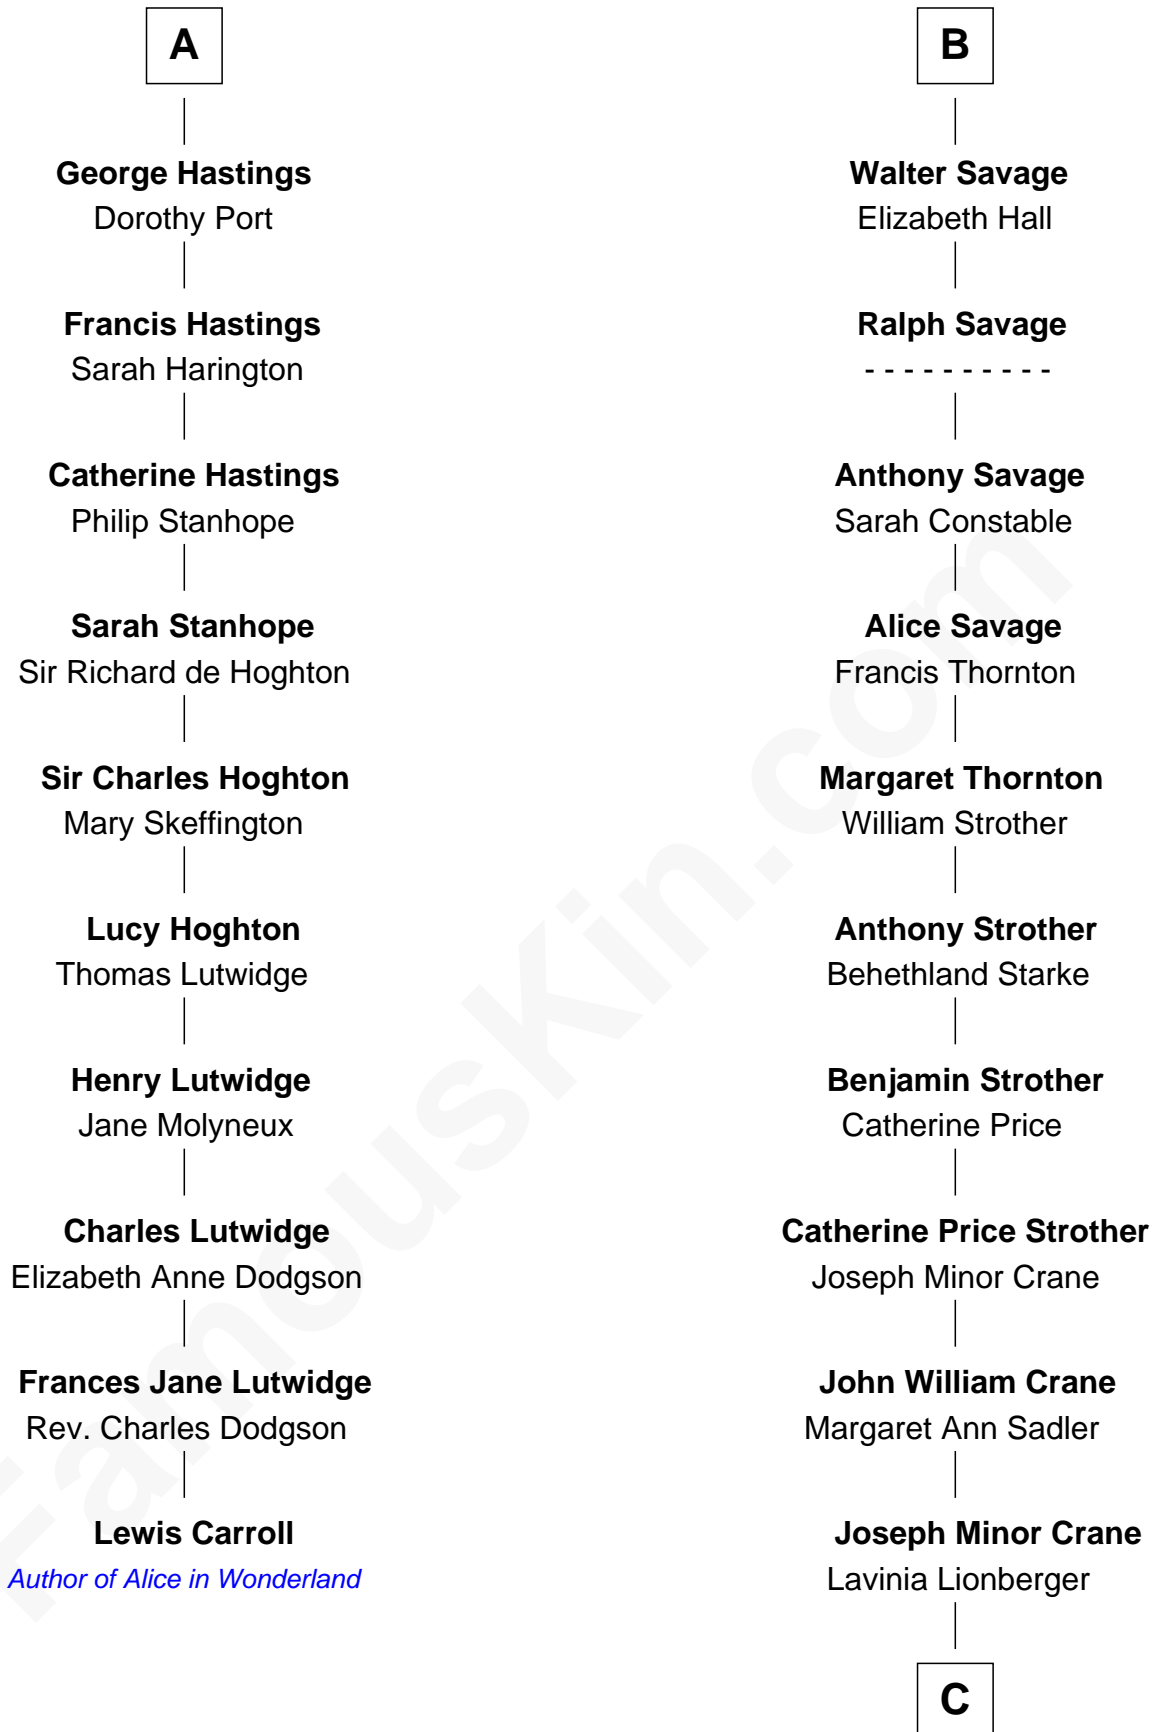 A
George Hastings
Dorothy Port
Francis Hastings
Sarah Harington
Catherine Hastings
Philip Stanhope
Sarah Stanhope
Sir Richard de Hoghton
Sir Charles Hoghton
Mary Skeffington
Lucy Hoghton
Thomas Lutwidge
Henry Lutwidge
Jane Molyneux
Charles Lutwidge
Elizabeth Anne Dodgson
Frances Jane Lutwidge
Rev. Charles Dodgson
Lewis Carroll
Author of Alice in Wonderland
B
Walter Savage
Elizabeth Hall
Ralph Savage
- - - - - - - - - -
Anthony Savage
Sarah Constable
Alice Savage
Francis Thornton
Margaret Thornton
William Strother
Anthony Strother
Behethland Starke
Benjamin Strother
Catherine Price
Catherine Price Strother
Joseph Minor Crane
John William Crane
Margaret Ann Sadler
Joseph Minor Crane
Lavinia Lionberger
C
FamousKin.com